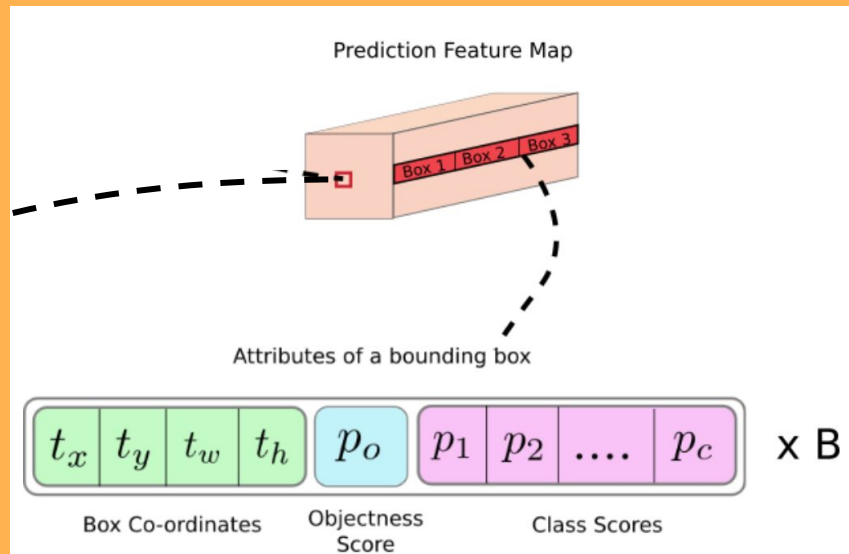 Prediction Feature Map
Box 1 Box 2 Box 3
Attributes of a bounding box
t_x t_y t_w t_h p_o p_1 p_2 .... p_c x B
Box Co-ordinates Objectness Score Class Scores